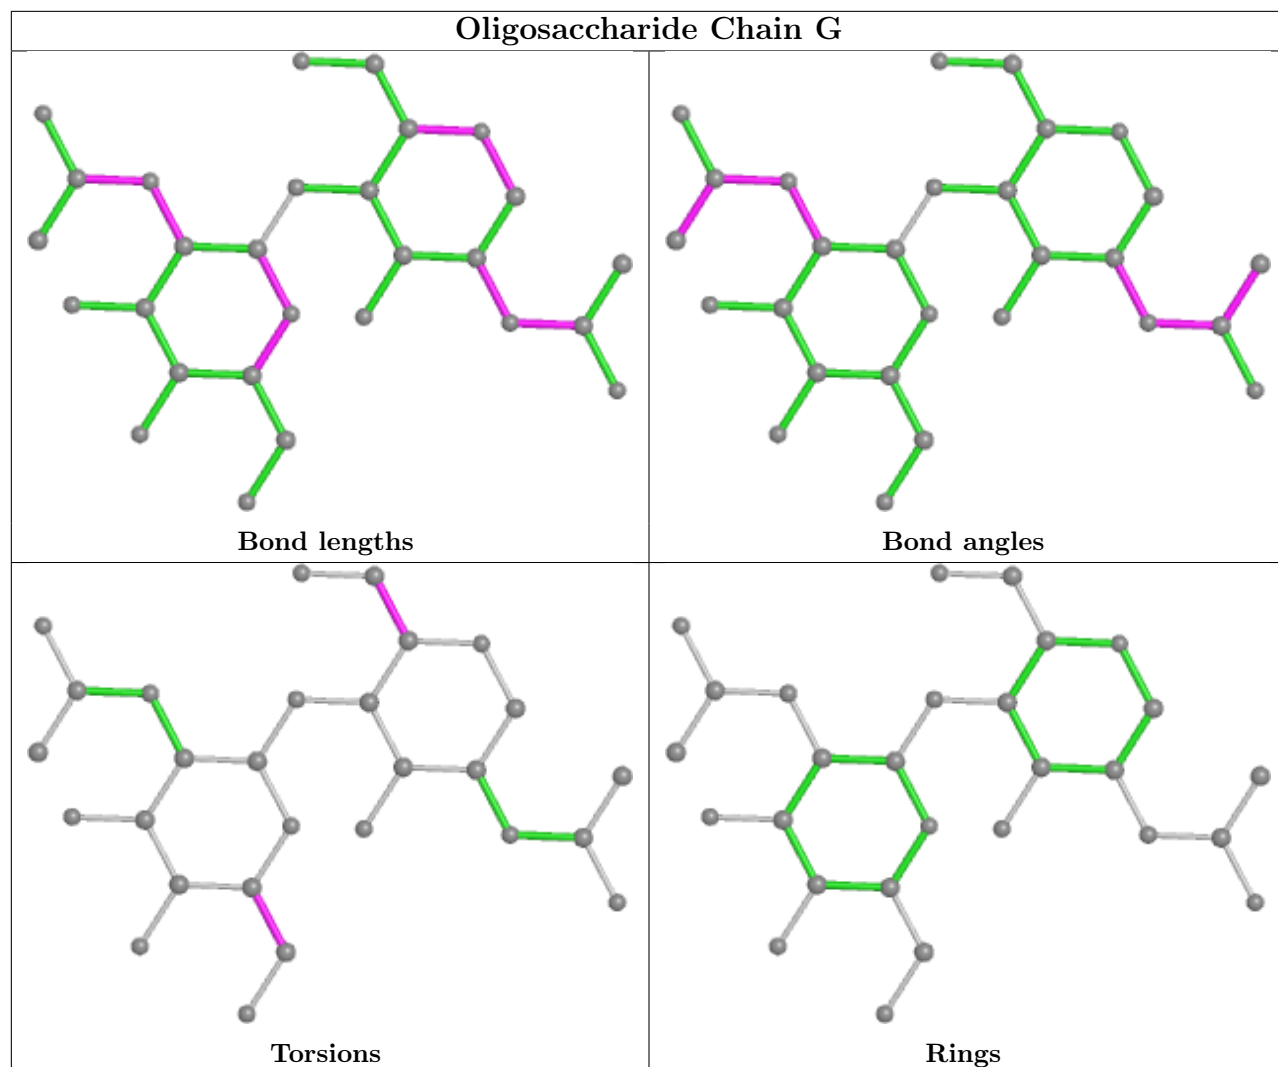 Oligosaccharide Chain G
Bond lengths
Bond angles
Torsions
Rings